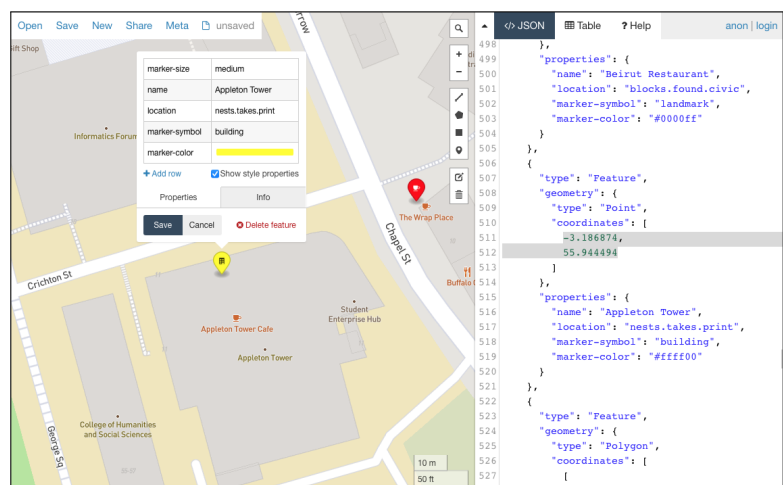 Open Save New Share Meta unsaved
</> JSON Table ? Help anon | login
ift Shop
marker-size medium
name Appleton Tower
location nests.takes.print
marker-symbol building
marker-color
+ Add row Show style properties
Properties Info
Save Cancel Delete feature
Informatics Forum
The Wrap Place
Chapel St
Buffalo
Crichton St
Student
Enterprise Hub
Appleton Tower Cafe
Appleton Tower
College of Humanities
and Social Sciences
George Sq
10 m
50 ft
+
−
498 },
499 "properties": {
500 "name": "Beirut Restaurant",
501 "location": "blocks.found.civic",
502 "marker-symbol": "landmark",
503 "marker-color": "#0000ff"
504 }
505 },
506 {
507 "type": "Feature",
508 "geometry": {
509 "type": "Point",
510 "coordinates": [
511 -3.186874,
512 55.944494
513 ]
514 },
515 "properties": {
516 "name": "Appleton Tower",
517 "location": "nests.takes.print",
518 "marker-symbol": "building",
519 "marker-color": "#ffff00"
520 }
521 },
522 {
523 "type": "Feature",
524 "geometry": {
525 "type": "Polygon",
526 "coordinates": [
527 [